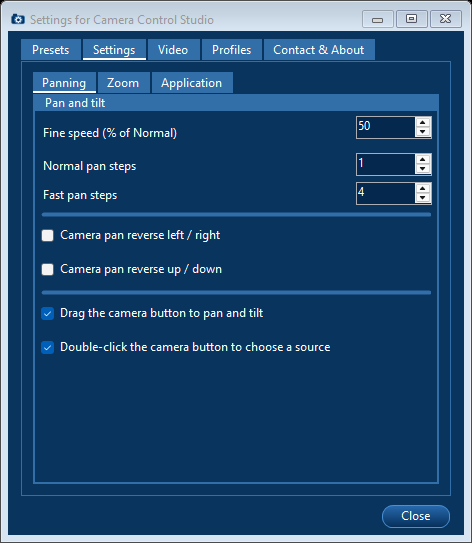 Settings for Camera Control Studio
Presets Settings Video Profiles Contact & About
Panning Zoom Application
Pan and tilt
Fine speed (% of Normal) 50
Normal pan steps 1
Fast pan steps 4
Camera pan reverse left / right
Camera pan reverse up / down
Drag the camera button to pan and tilt
Double-click the camera button to choose a source
Close